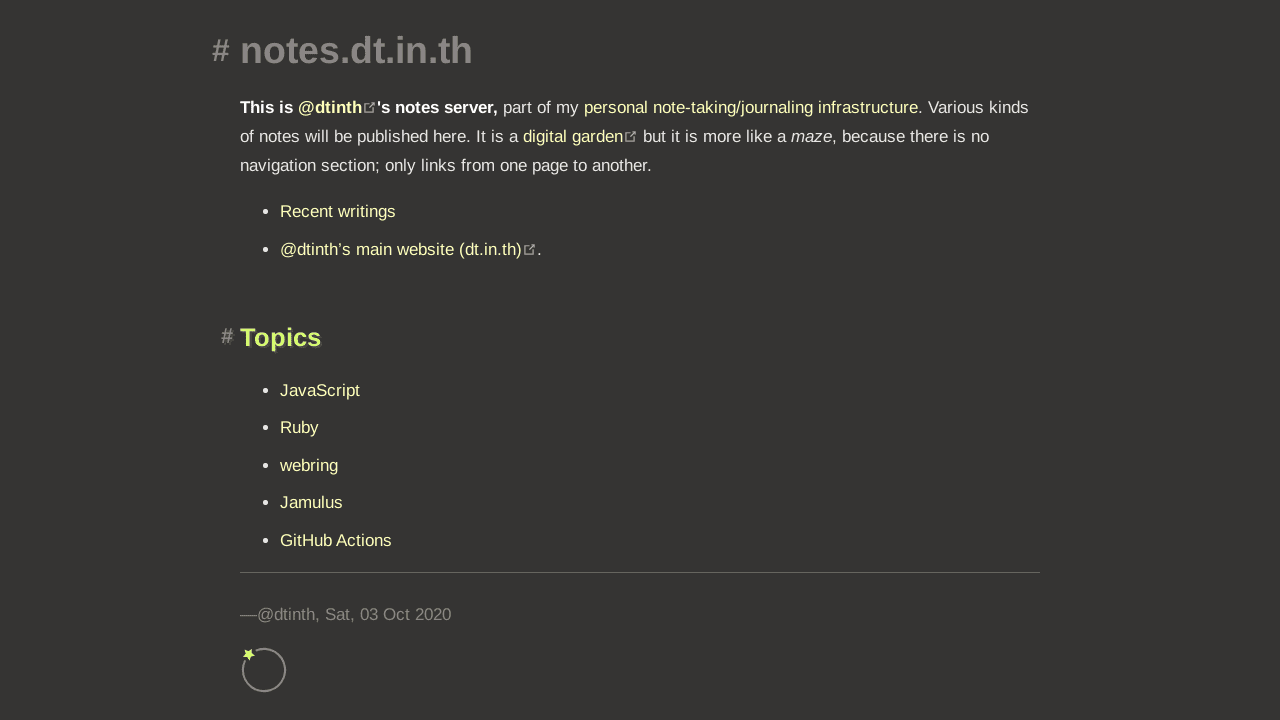 # notes.dt.in.th
This is @dtinth's notes server, part of my personal note-taking/journaling infrastructure. Various kinds
of notes will be published here. It is a digital garden but it is more like a maze, because there is no
navigation section; only links from one page to another.
• Recent writings
• @dtinth’s main website (dt.in.th).
# Topics
• JavaScript
• Ruby
• webring
• Jamulus
• GitHub Actions
—@dtinth, Sat, 03 Oct 2020